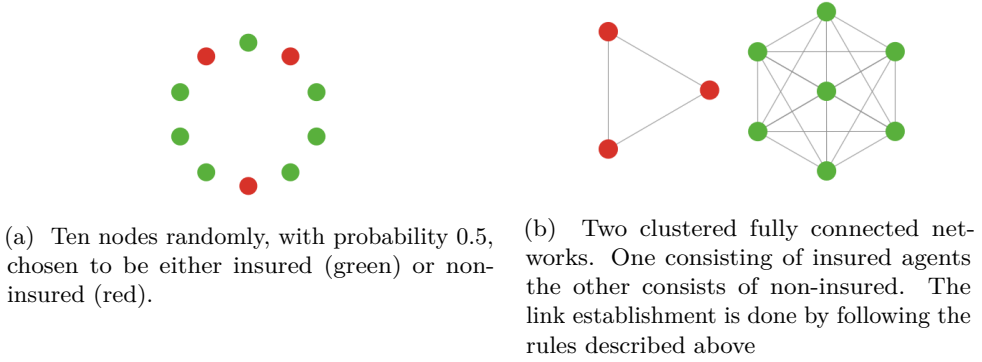 (a) Ten nodes randomly, with probability 0.5,
chosen to be either insured (green) or non-
insured (red).
(b) Two clustered fully connected net-
works. One consisting of insured agents
the other consists of non-insured. The
link establishment is done by following the
rules described above